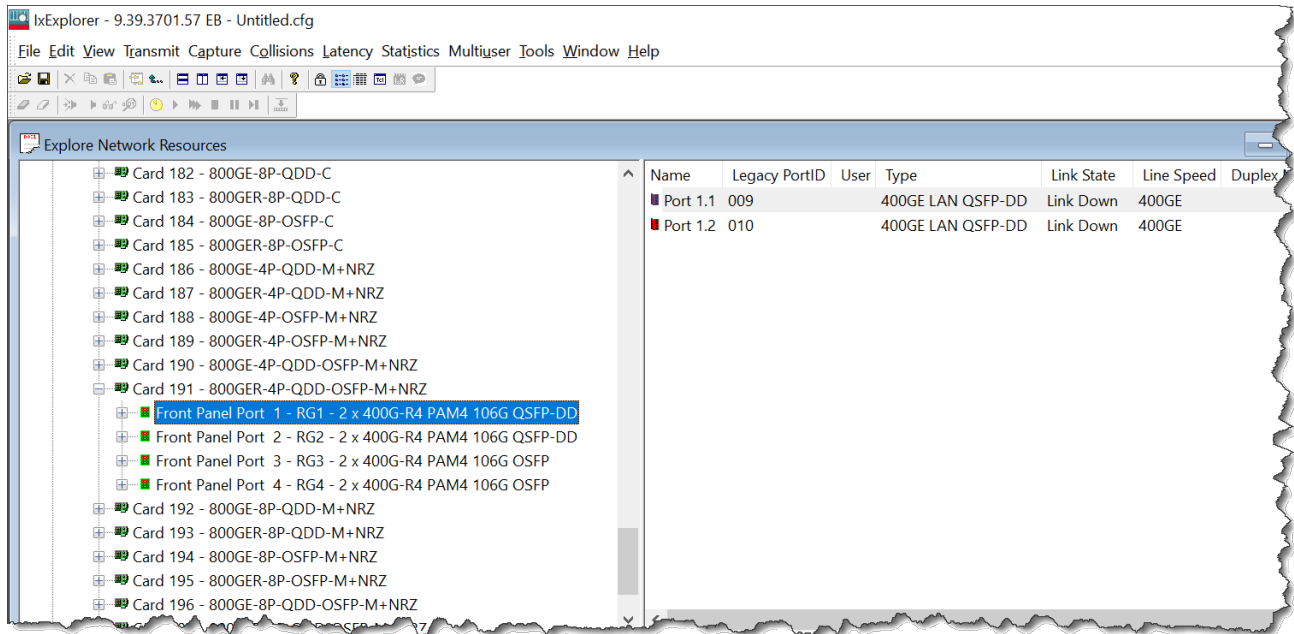 IxExplorer - 9.39.3701.57 EB - Untitled.cfg
File Edit View Transmit Capture Collisions Latency Statistics Multiuser Tools Window Help
Explore Network Resources
Card 182 - 800GE-8P-QDD-C
Card 183 - 800GER-8P-QDD-C
Card 184 - 800GE-8P-OSFP-C
Card 185 - 800GER-8P-OSFP-C
Card 186 - 800GE-4P-QDD-M+NRZ
Card 187 - 800GER-4P-QDD-M+NRZ
Card 188 - 800GE-4P-OSFP-M+NRZ
Card 189 - 800GER-4P-OSFP-M+NRZ
Card 190 - 800GE-4P-QDD-OSFP-M+NRZ
Card 191 - 800GER-4P-QDD-OSFP-M+NRZ
Front Panel Port 1 - RG1 - 2 x 400G-R4 PAM4 106G QSFP-DD
Front Panel Port 2 - RG2 - 2 x 400G-R4 PAM4 106G QSFP-DD
Front Panel Port 3 - RG3 - 2 x 400G-R4 PAM4 106G OSFP
Front Panel Port 4 - RG4 - 2 x 400G-R4 PAM4 106G OSFP
Card 192 - 800GE-8P-QDD-M+NRZ
Card 193 - 800GER-8P-QDD-M+NRZ
Card 194 - 800GE-8P-OSFP-M+NRZ
Card 195 - 800GER-8P-OSFP-M+NRZ
Card 196 - 800GE-8P-QDD-OSFP-M+NRZ
Name Legacy PortID User Type Link State Line Speed Duplex
Port 1.1 009 400GE LAN QSFP-DD Link Down 400GE
Port 1.2 010 400GE LAN QSFP-DD Link Down 400GE